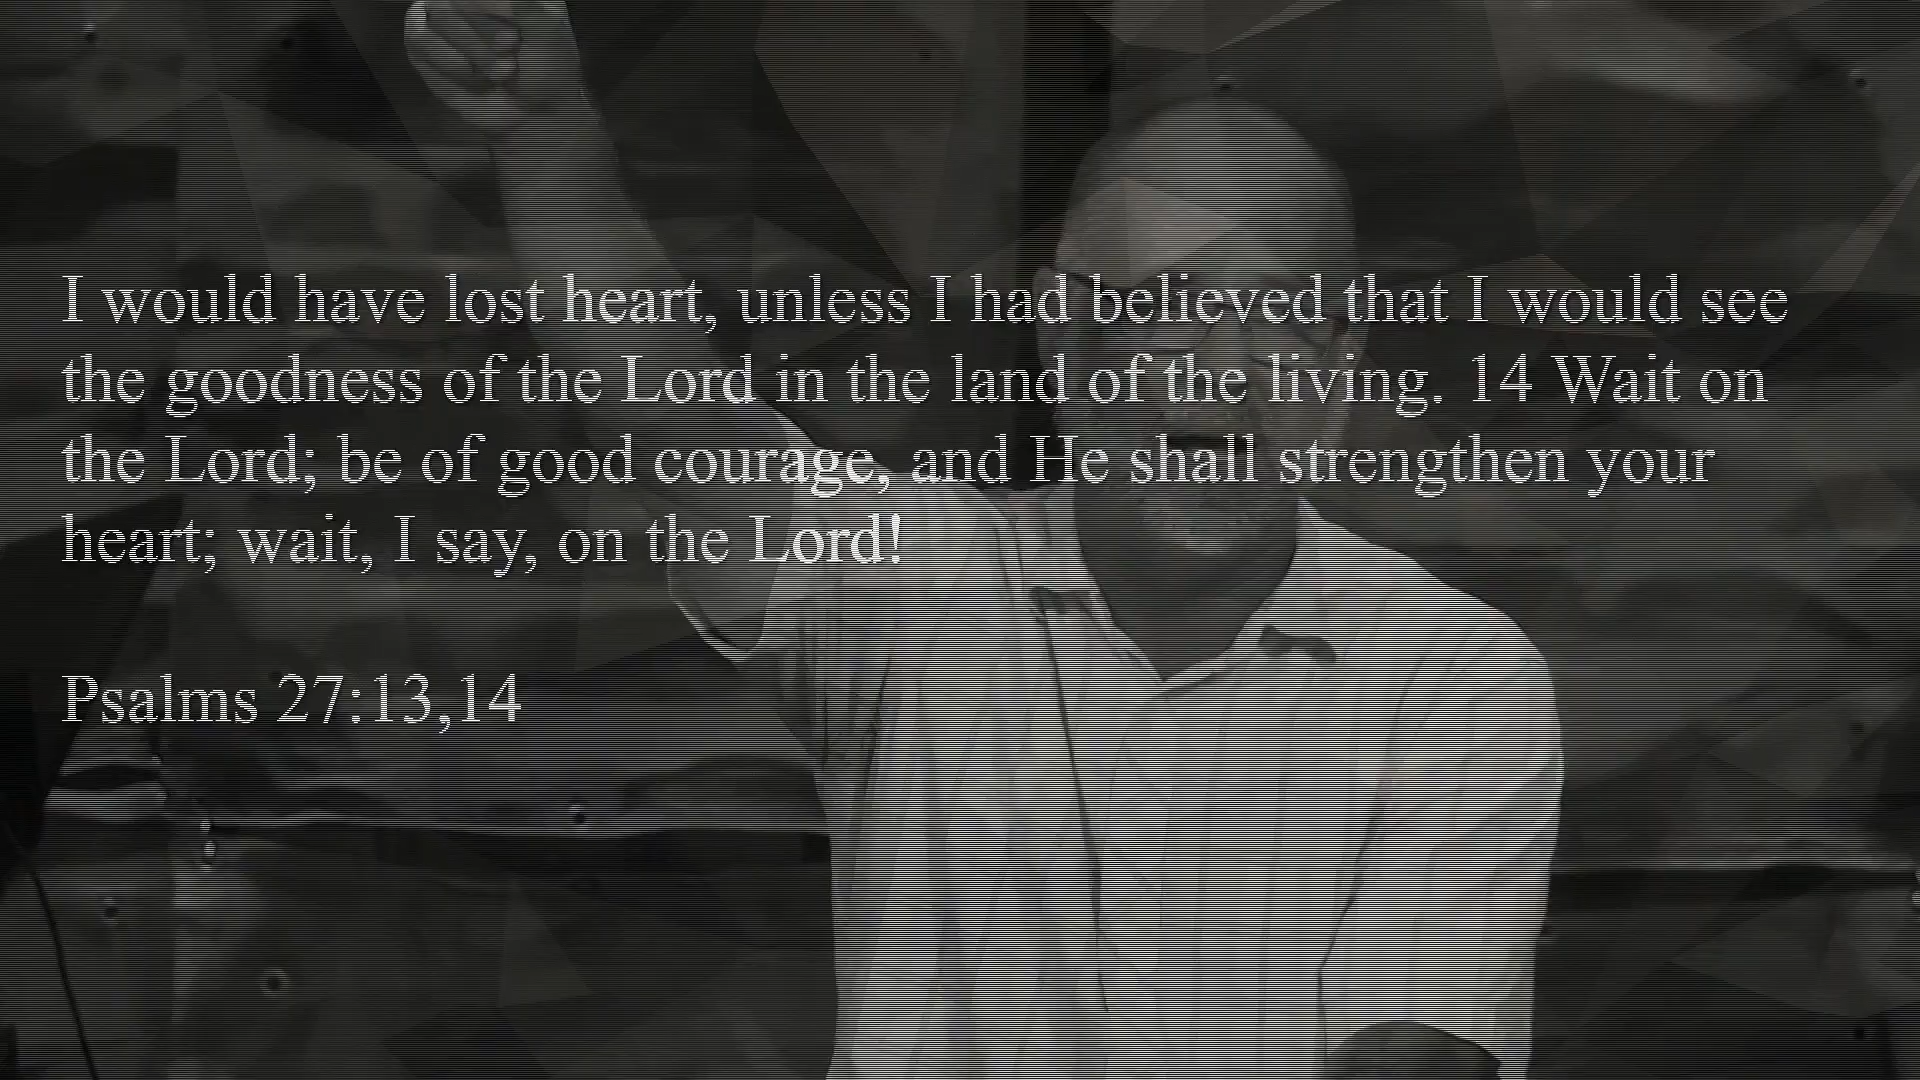 I would have lost heart, unless I had believed that I would see
the goodness of the Lord in the land of the living. 14 Wait on
the Lord; be of good courage, and He shall strengthen your
heart; wait, I say, on the Lord!
Psalms 27:13,14